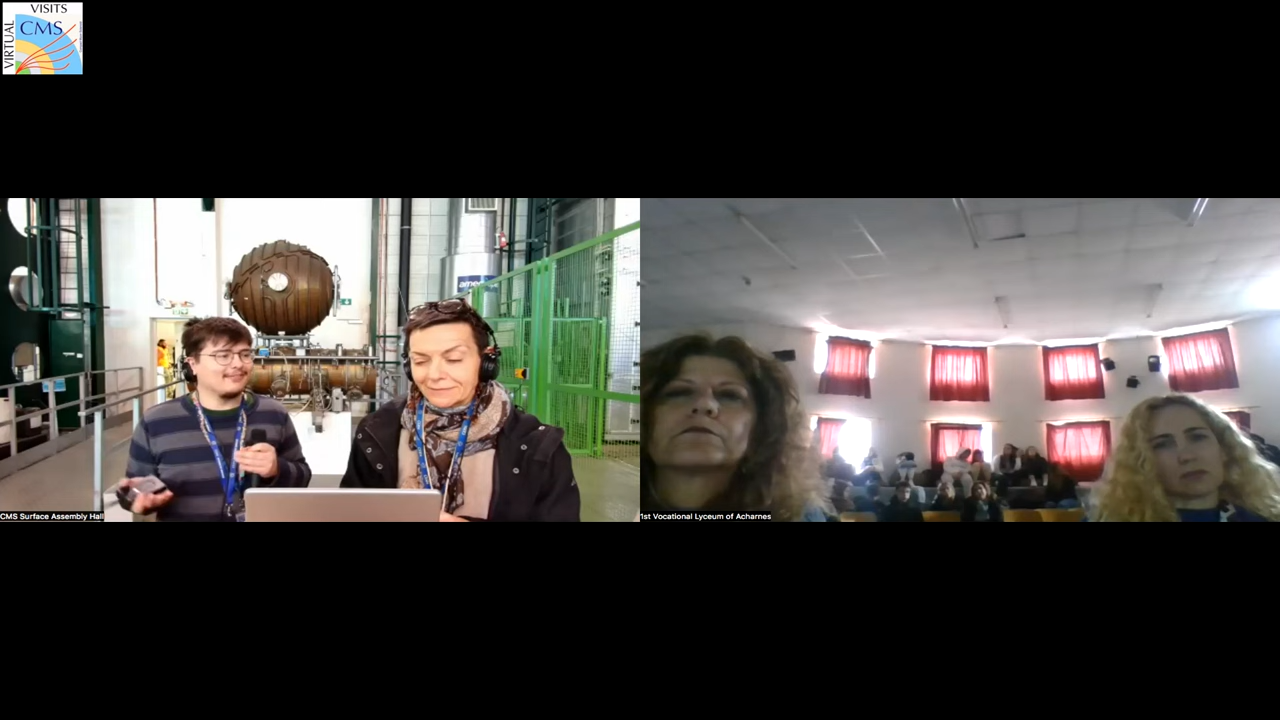 VISITS
CMS
VIRTUAL
CMS Surface Assembly Hall
1st Vocational Lyceum of Acharnes